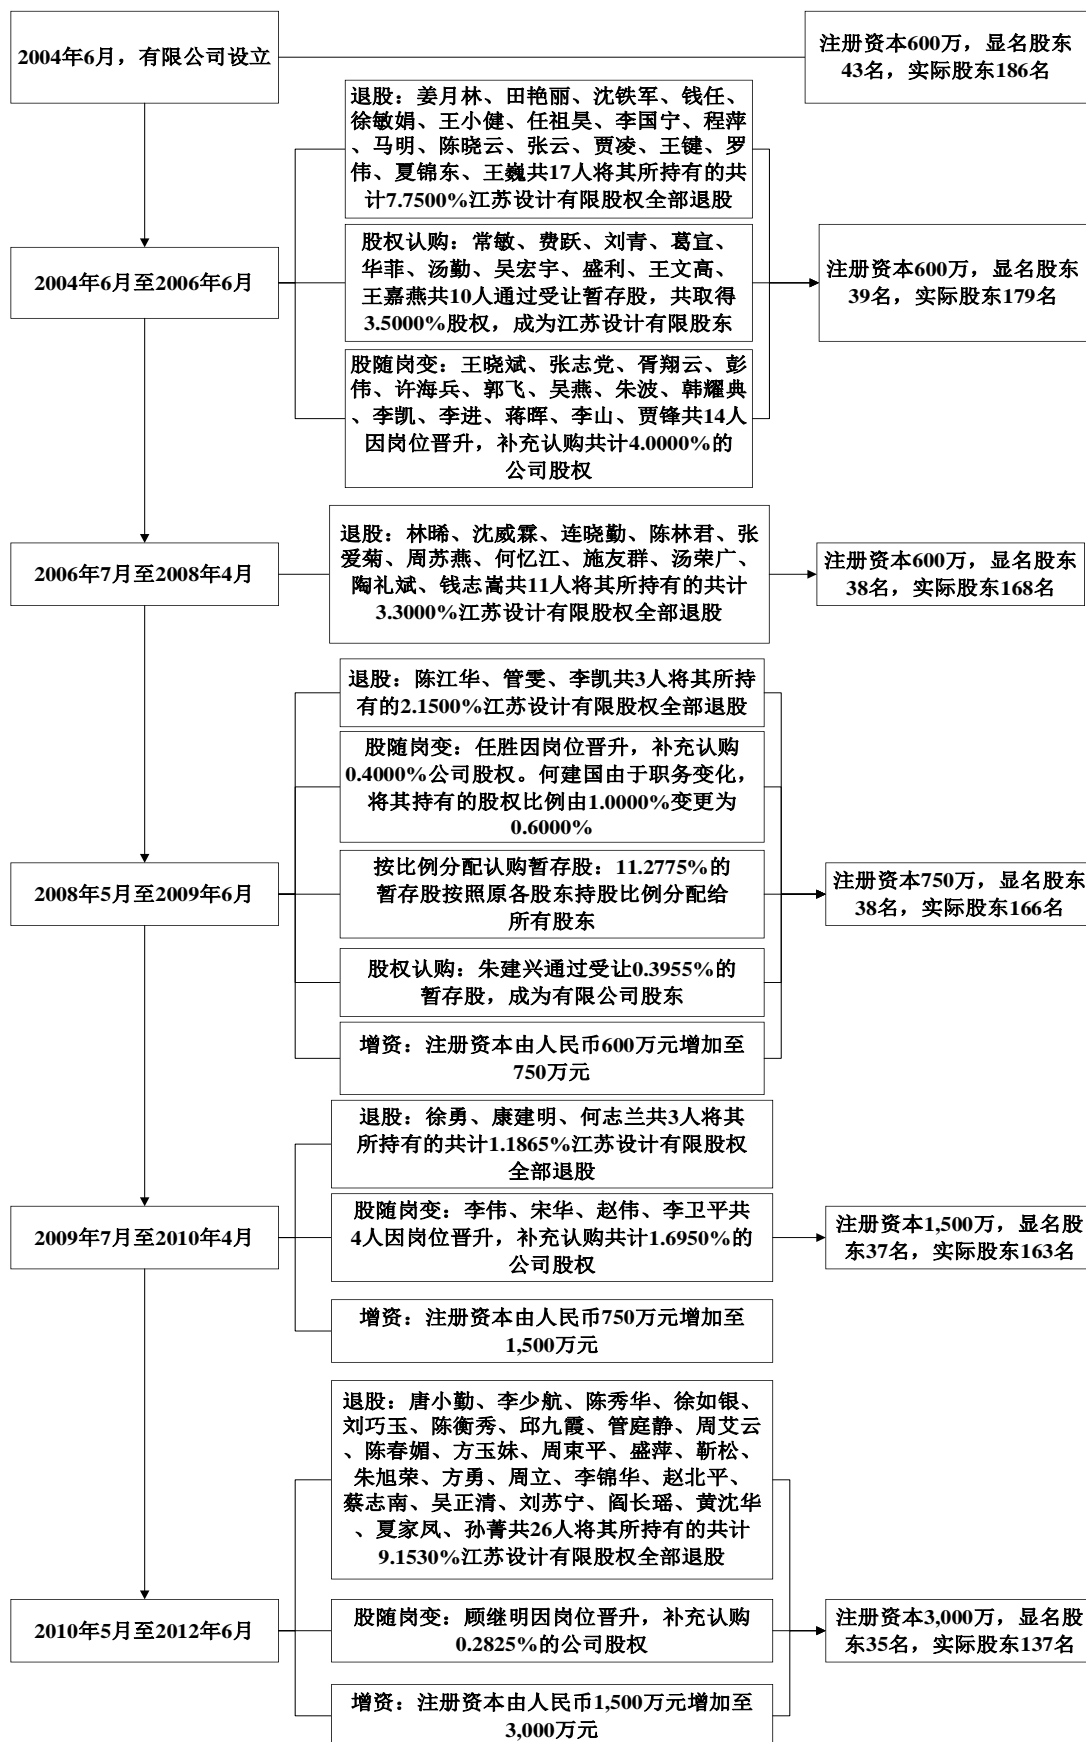 2004年6月，有限公司设立
注册资本600万，显名股东
43名，实际股东186名
退股：姜月林、田艳丽、沈铁军、钱任、
徐敏娟、王小健、任祖昊、李国宁、程萍
、马明、陈晓云、张云、贾凌、王键、罗
伟、夏锦东、王巍共17人将其所持有的共
计7.7500%江苏设计有限股权全部退股
2004年6月至2006年6月
股权认购：常敏、费跃、刘青、葛宣、
华菲、汤勤、吴宏宇、盛利、王文高、
王嘉燕共10人通过受让暂存股，共取得
3.5000%股权，成为江苏设计有限股东
注册资本600万，显名股东
39名，实际股东179名
股随岗变：王晓斌、张志党、胥翔云、彭
伟、许海兵、郭飞、吴燕、朱波、韩耀典
、李凯、李进、蒋晖、李山、贾锋共14人
因岗位晋升，补充认购共计4.0000%的
公司股权
2006年7月至2008年4月
退股：林晞、沈威霖、连晓勤、陈林君、张
爱菊、周苏燕、何忆江、施友群、汤荣广、
陶礼斌、钱志嵩共11人将其所持有的共计
3.3000%江苏设计有限股权全部退股
注册资本600万，显名股东
38名，实际股东168名
退股：陈江华、管雯、李凯共3人将其所持
有的2.1500%江苏设计有限股权全部退股
股随岗变：任胜因岗位晋升，补充认购
0.4000%公司股权。何建国由于职务变化，
将其持有的股权比例由1.0000%变更为
0.6000%
2008年5月至2009年6月
按比例分配认购暂存股：11.2775%的
暂存股按照原各股东持股比例分配给
所有股东
注册资本750万，显名股东
38名，实际股东166名
股权认购：朱建兴通过受让0.3955%的
暂存股，成为有限公司股东
增资：注册资本由人民币600万元增加至
750万元
退股：徐勇、康建明、何志兰共3人将其
所持有的共计1.1865%江苏设计有限股权
全部退股
2009年7月至2010年4月
股随岗变：李伟、宋华、赵伟、李卫平共
4人因岗位晋升，补充认购共计1.6950%的
公司股权
注册资本1,500万，显名股
东37名，实际股东163名
增资：注册资本由人民币750万元增加至
1,500万元
退股：唐小勤、李少航、陈秀华、徐如银、
刘巧玉、陈衡秀、邱九霞、管庭静、周艾云
、陈春媚、方玉妹、周束平、盛萍、靳松、
朱旭荣、方勇、周立、李锦华、赵北平、
蔡志南、吴正清、刘苏宁、阎长瑶、黄沈华
、夏家凤、孙菁共26人将其所持有的共计
9.1530%江苏设计有限股权全部退股
2010年5月至2012年6月
股随岗变：顾继明因岗位晋升，补充认购
0.2825%的公司股权
注册资本3,000万，显名股
东35名，实际股东137名
增资：注册资本由人民币1,500万元增加至
3,000万元